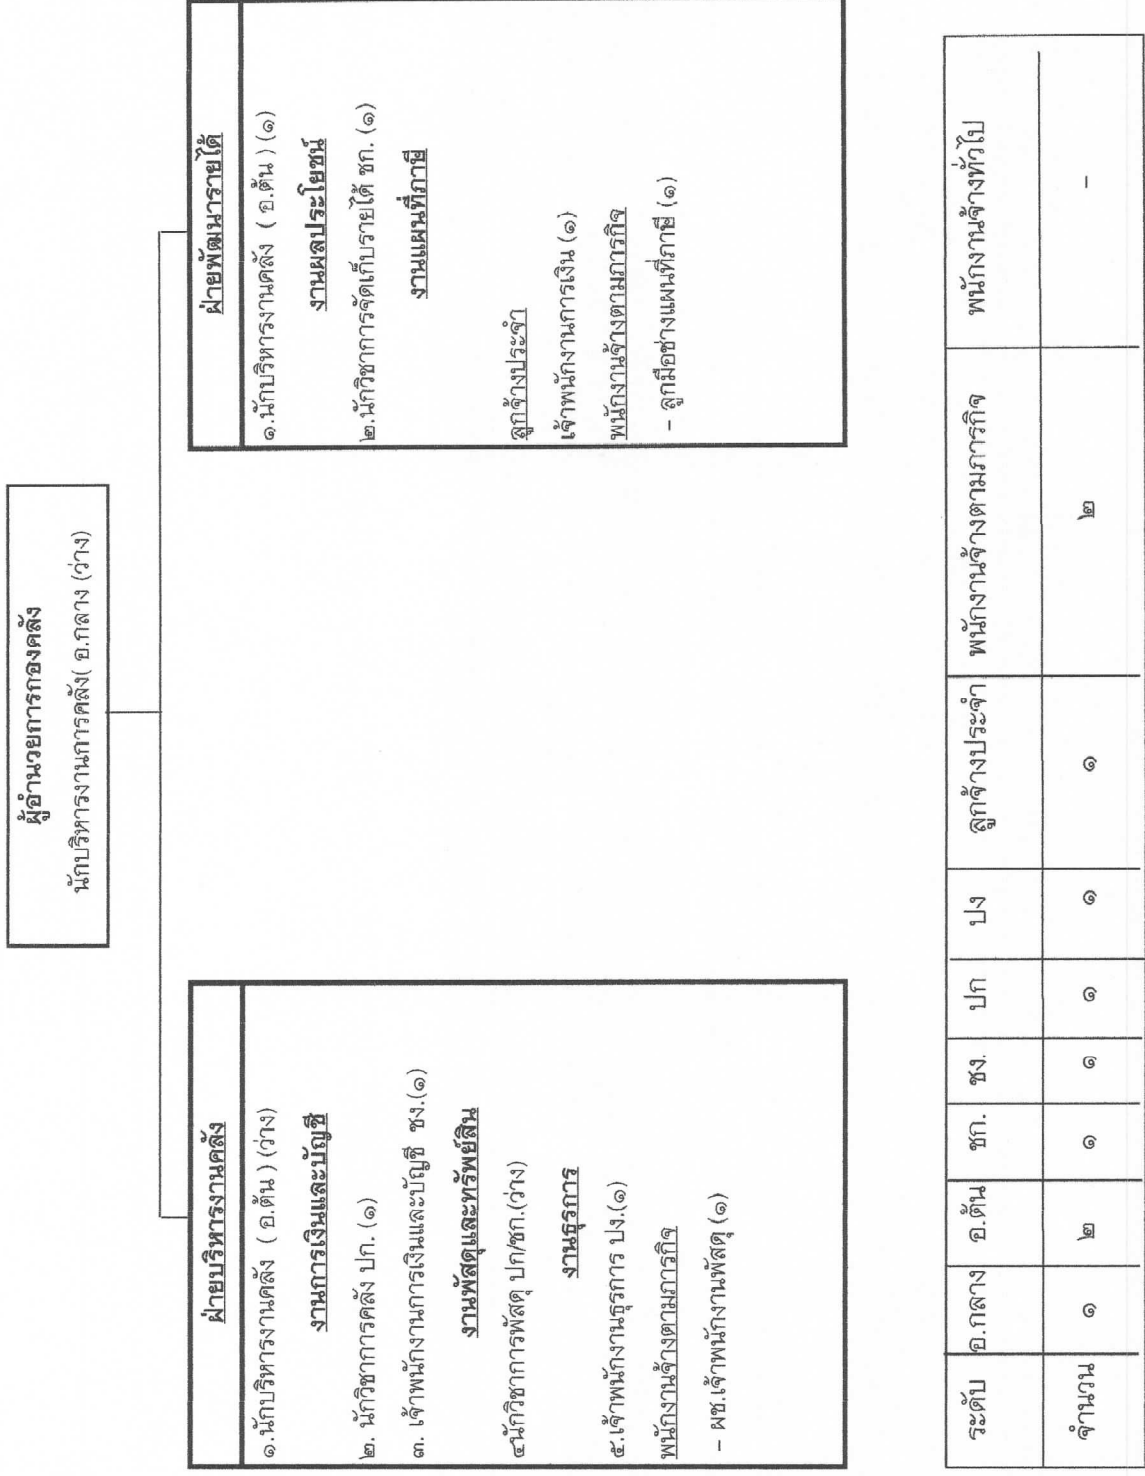 ผู้อำนวยการกองคลัง
นักบริหารงานการคลัง( อ.กลาง (ว่าง)
ฝ่ายบริหารงานคลัง
๑.นักบริหารงานคลัง ( อ.ต้น ) (ว่าง)
งานการเงินและบัญชี
๒. นักวิชาการคลัง ปก. (๑)
๓. เจ้าพนักงานการเงินและบัญชี ชง.(๑)
งานพัสดุและทรัพย์สิน
๔นักวิชาการพัสดุ ปก/ชก.(ว่าง)
งานธุรการ
๕.เจ้าพนักงานธุรการ ปง.(๑)
พนักงานจ้างตามภารกิจ
- ผช.เจ้าพนักงานพัสดุ (๑)
ฝ่ายพัฒนารายได้
๑.นักบริหารงานคลัง ( อ.ต้น ) (๑)
งานผลประโยชน์
๒.นักวิชาการจัดเก็บรายได้ ชก. (๑)
งานแผนที่ภาษี
ลูกจ้างประจำ
เจ้าพนักงานการเงิน (๑)
พนักงานจ้างตามภารกิจ
- ลูกมือช่างแผนที่ภาษี (๑)
ระดับ อ.กลาง อ.ต้น ชก. ชง. ปก ปง ลูกจ้างประจำ พนักงานจ้างตามภารกิจ พนักงานจ้างทั่วไป
จำนวน ๑ ๒ ๑ ๑ ๑ ๑ ๑ ๒ -